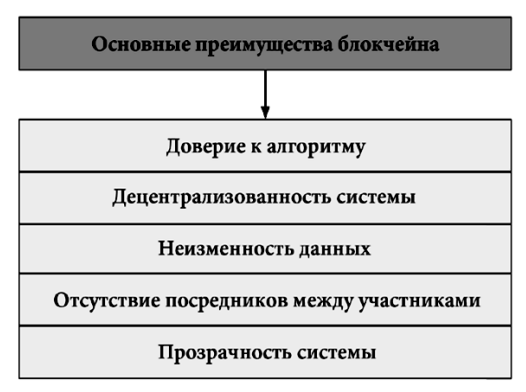 Основные преимущества блокчейна
Доверие к алгоритму
Децентрализованность системы
Неизменность данных
Отсутствие посредников между участниками
Прозрачность системы